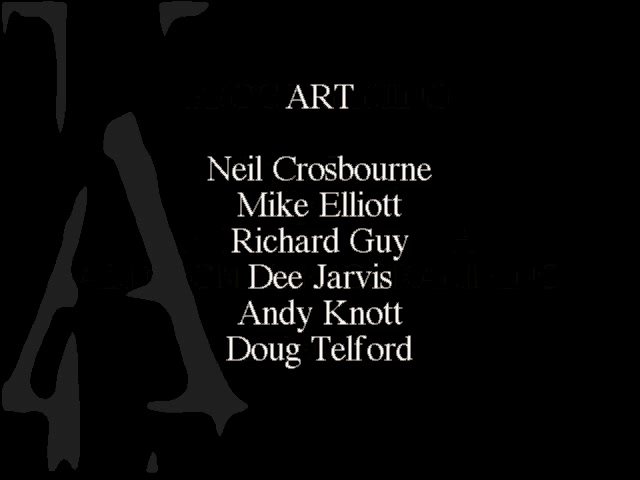 ART
Neil Crosbourne
Mike Elliott
Richard Guy
Dee Jarvis
Andy Knott
Doug Telford